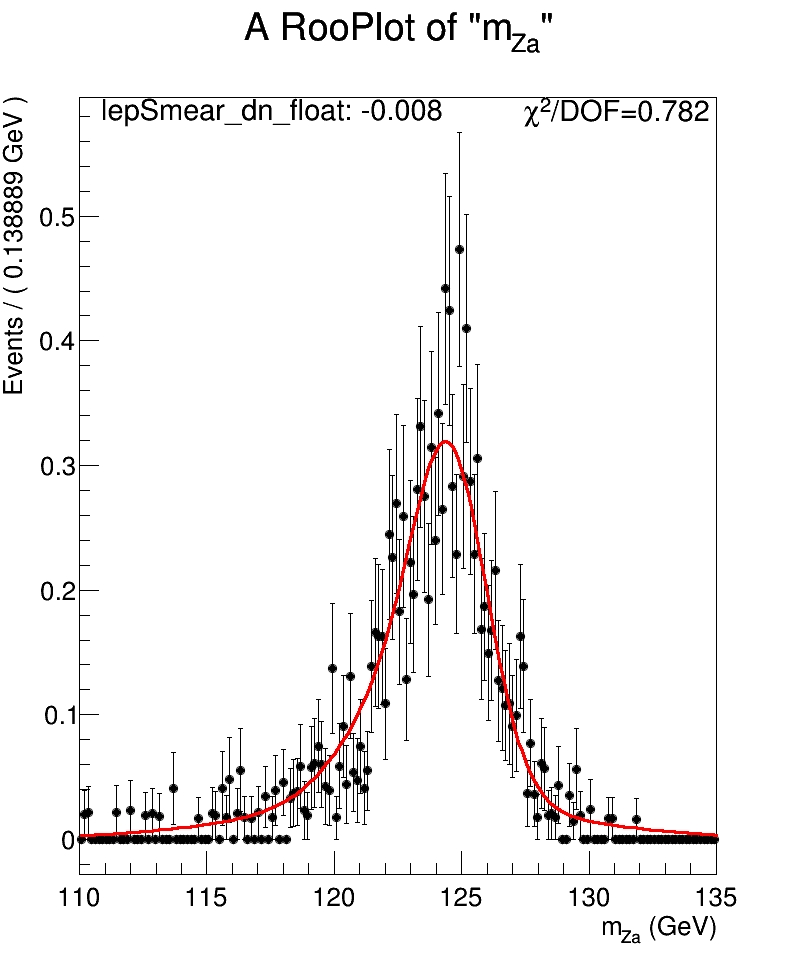 A RooPlot of "m_Za"
lepSmear_dn_float: -0.008
χ²/DOF=0.782
Events / ( 0.138889 GeV )
0.5
0.4
0.3
0.2
0.1
0
110 115 120 125 130 135
m_Za (GeV)